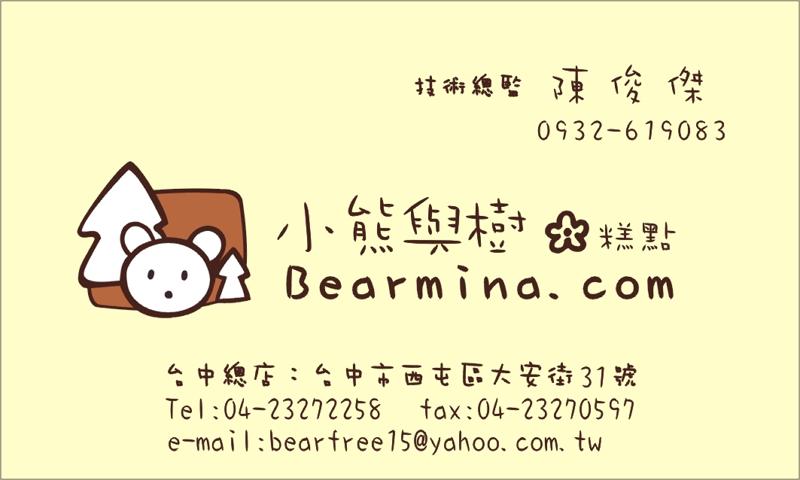 技術總監 陳俊傑
0932-619083
小熊與樹 糕點
Bearmina.com
台中總店：台中市西屯區大安街31號
Tel:04-23272258 fax:04-23270597
e-mail:bearfree15@yahoo.com.tw